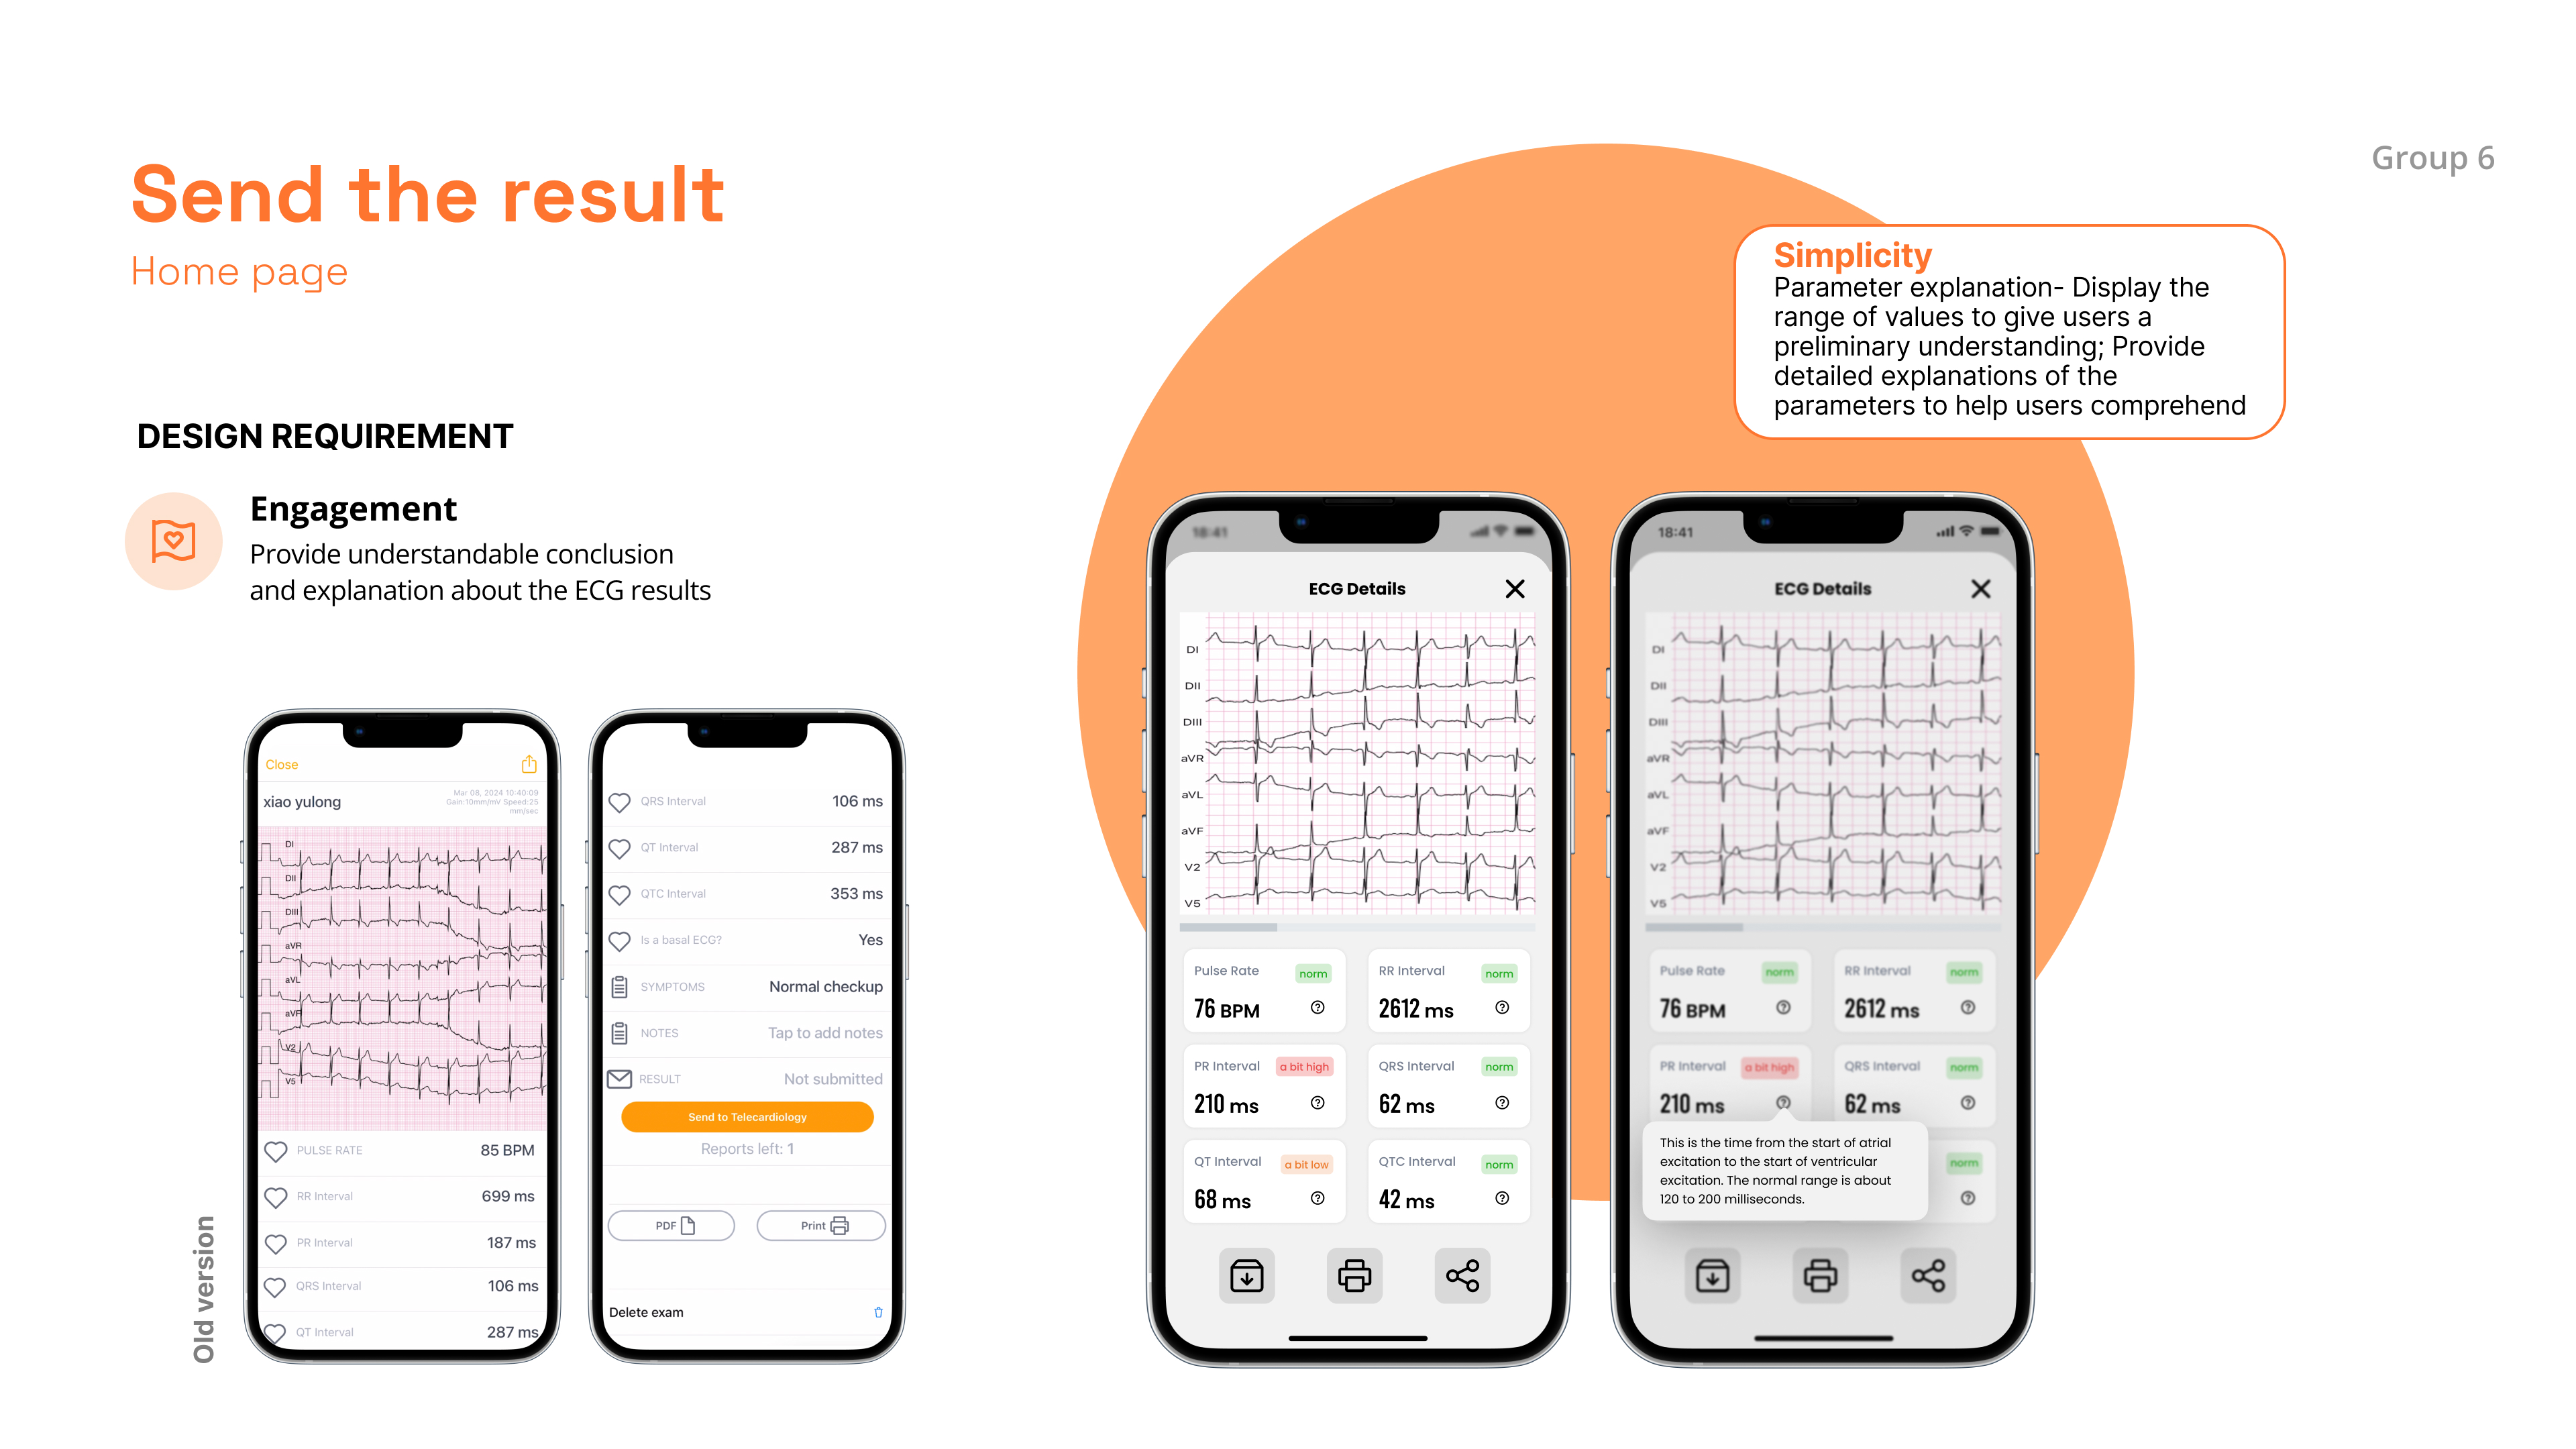 Group 6
Send the result
Home page
DESIGN REQUIREMENT
Engagement
Provide understandable conclusion
and explanation about the ECG results
Old version
Close
xiao yulong
Mar 08, 2024 10:40:09
Gain:10mm/mV Speed:25
mm/sec
DI
DII
DIII
aVR
aVL
aVF
V2
V5
PULSE RATE 85 BPM
RR Interval 699 ms
PR Interval 187 ms
QRS Interval 106 ms
QT Interval 287 ms
QRS Interval 106 ms
QT Interval 287 ms
QTC Interval 353 ms
Is a basal ECG? Yes
SYMPTOMS Normal checkup
NOTES Tap to add notes
RESULT Not submitted
Send to Telecardiology
Reports left: 1
PDF Print
Delete exam
Simplicity
Parameter explanation- Display the
range of values to give users a
preliminary understanding; Provide
detailed explanations of the
parameters to help users comprehend
18:41
ECG Details
DI
DII
DIII
aVR
aVL
aVF
V2
V5
Pulse Rate norm RR Interval norm
76 BPM 2612 ms
PR Interval a bit high QRS Interval norm
210 ms 62 ms
QT Interval a bit low QTC Interval norm
68 ms 42 ms
18:41
ECG Details
DI
DII
DIII
aVR
aVL
aVF
V2
V5
Pulse Rate norm RR Interval norm
76 BPM 2612 ms
PR Interval a bit high QRS Interval norm
210 ms 62 ms
norm
This is the time from the start of atrial
excitation to the start of ventricular
excitation. The normal range is about
120 to 200 milliseconds.